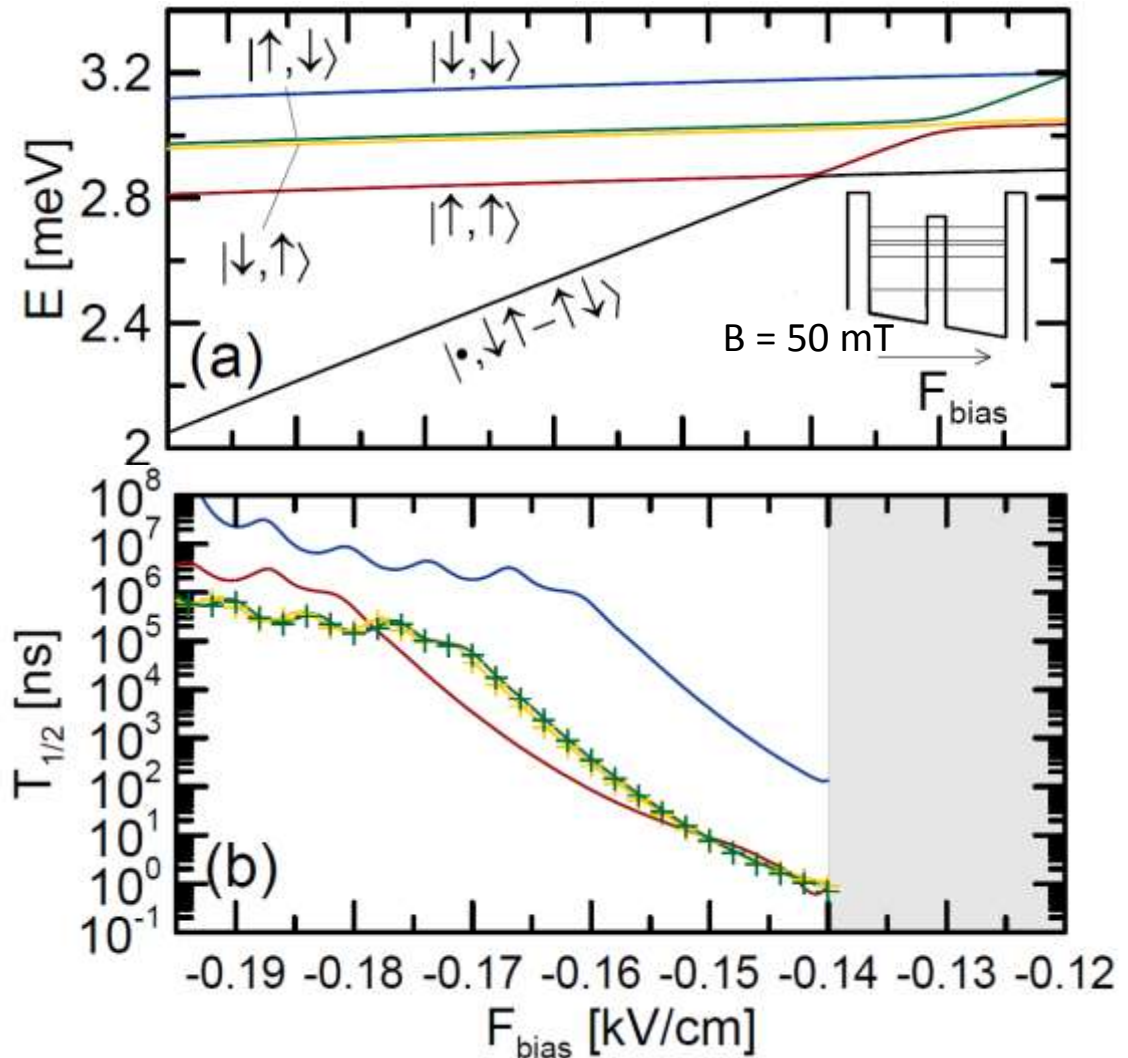 |↑,↓⟩ |↓,↓⟩
3.2
E [meV]
2.8
|↑,↑⟩
|↓,↑⟩
2.4
|•,↓↑−↑↓⟩
B = 50 mT
(a)
F_bias
2
10^8
10^7
10^6
10^5
10^4
10^3
10^2
10^1
10^0
10^-1
T_1/2 [ns]
(b)
-0.19 -0.18 -0.17 -0.16 -0.15 -0.14 -0.13 -0.12
F_bias [kV/cm]